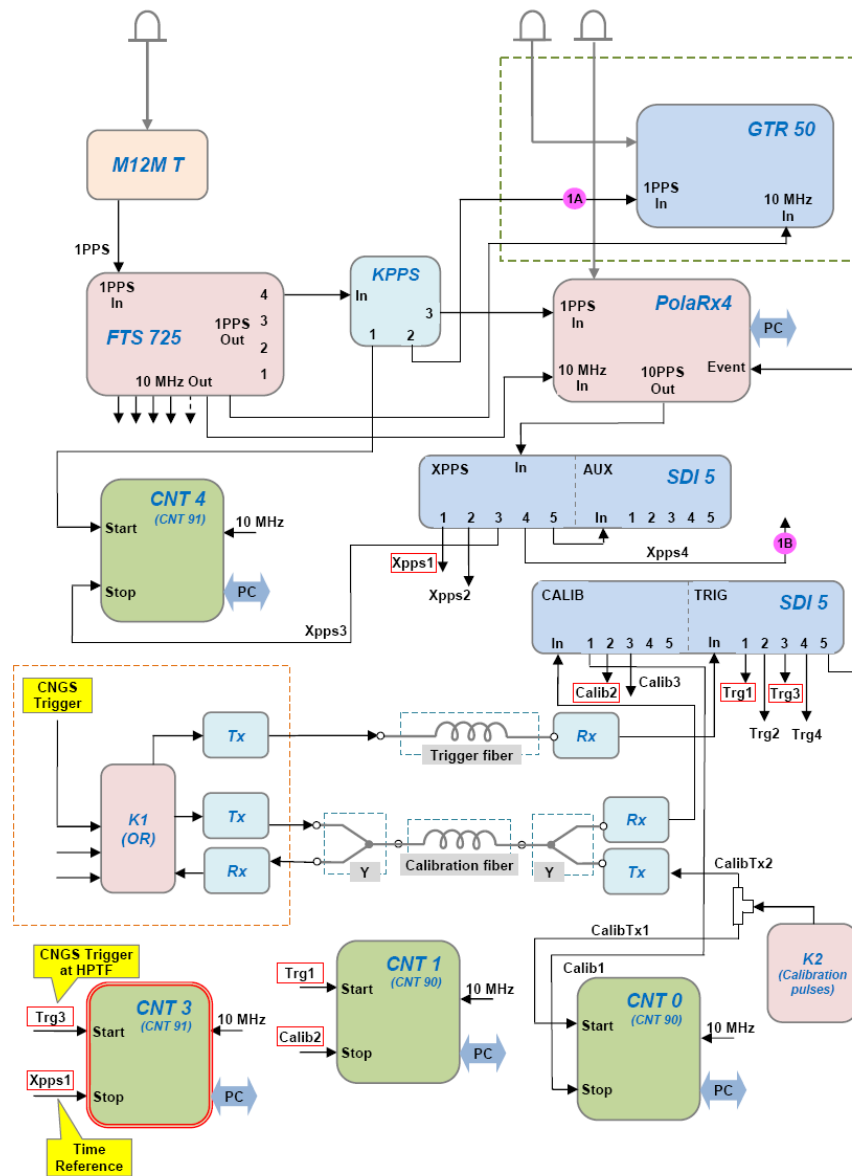 GTR 50
1PPS
In
10 MHz
In
M12M T
1A
1PPS
KPPS
In
3
1
2
1PPS
In
4
3
2
1
1PPS
Out
FTS 725
10 MHz Out
PolaRx4
1PPS
In
10 MHz
In
10PPS
Out
Event
PC
XPPS
In
AUX
SDI 5
1
2
3
4
5
In
1
2
3
4
5
CNT 4
(CNT 91)
Start
10 MHz
Stop
PC
Xpps1
Xpps2
Xpps3
Xpps4
1B
CALIB
TRIG
SDI 5
In
1
2
3
4
5
In
1
2
3
4
5
Calib2
Calib3
Trg1
Trg3
Trg2
Trg4
CNGS
Trigger
Tx
Trigger fiber
Rx
K1
(OR)
Tx
Rx
Y
Calibration fiber
Y
Rx
Tx
CalibTx2
CalibTx1
Calib1
K2
(Calibration
pulses)
CNGS Trigger
at HPTF
Trg3
CNT 3
(CNT 91)
Start
10 MHz
Xpps1
Stop
PC
Time
Reference
Trg1
CNT 1
(CNT 90)
Start
10 MHz
Calib2
Stop
PC
CNT 0
(CNT 90)
Start
10 MHz
Stop
PC